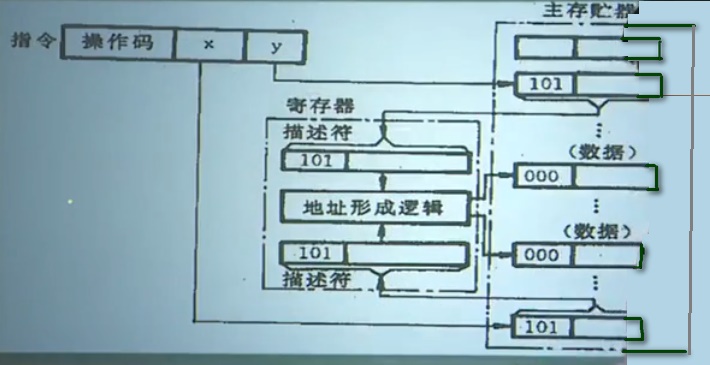 主存贮器
指令 操作码 x y
101
寄存器
描述符
101
(数据)
000
地址形成逻辑
(数据)
101
000
描述符
101